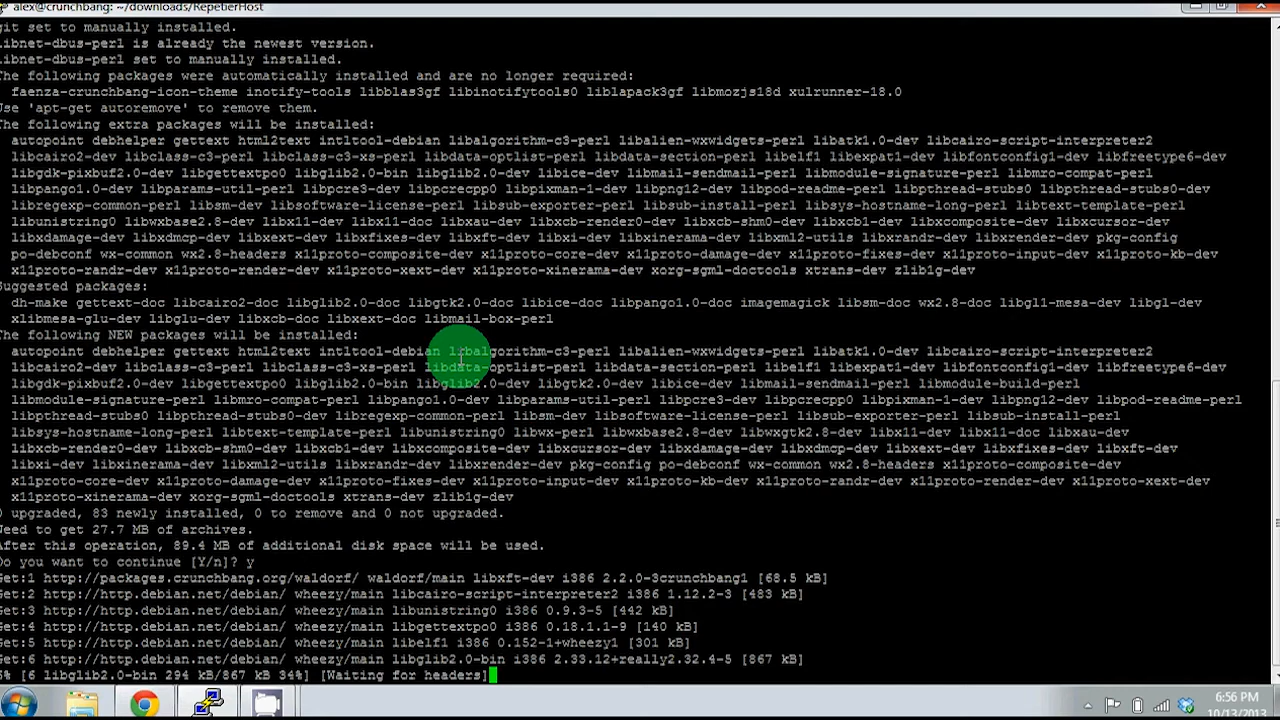 alex@crunchbang: ~/downloads/RepetierHost
git set to manually installed.
libnet-dbus-perl is already the newest version.
libnet-dbus-perl set to manually installed.
The following packages were automatically installed and are no longer required:
faenza-crunchbang-icon-theme inotify-tools libblas3gf libinotifytools0 liblapack3gf libmozjs18d xulrunner-18.0
Use 'apt-get autoremove' to remove them.
The following extra packages will be installed:
autopoint debhelper gettext html2text intltool-debian libalgorithm-c3-perl libalien-wxwidgets-perl libatk1.0-dev libcairo-script-interpreter2
libcairo2-dev libclass-c3-perl libclass-c3-xs-perl libdata-optlist-perl libdata-section-perl libelf1 libexpat1-dev libfontconfig1-dev libfreetype6-dev
libgdk-pixbuf2.0-dev libgettextpo0 libglib2.0-bin libglib2.0-dev libice-dev libmail-sendmail-perl libmodule-signature-perl libmro-compat-perl
libpango1.0-dev libparams-util-perl libpcre3-dev libpcrecpp0 libpixman-1-dev libpng12-dev libpod-readme-perl libpthread-stubs0 libpthread-stubs0-dev
libregexp-common-perl libsm-dev libsoftware-license-perl libsub-exporter-perl libsub-install-perl libsys-hostname-long-perl libtext-template-perl
libunistring0 libwxbase2.8-dev libx11-dev libx11-doc libxau-dev libxcb-render0-dev libxcb-shm0-dev libxcb1-dev libxcomposite-dev libxcursor-dev
libxdamage-dev libxdmcp-dev libxext-dev libxfixes-dev libxft-dev libxi-dev libxinerama-dev libxml2-utils libxrandr-dev libxrender-dev pkg-config
po-debconf wx-common wx2.8-headers x11proto-composite-dev x11proto-core-dev x11proto-damage-dev x11proto-fixes-dev x11proto-input-dev x11proto-kb-dev
x11proto-randr-dev x11proto-render-dev x11proto-xext-dev x11proto-xinerama-dev xorg-sgml-doctools xtrans-dev zlib1g-dev
Suggested packages:
dh-make gettext-doc libcairo2-doc libglib2.0-doc libgtk2.0-doc libice-doc libpango1.0-doc imagemagick libsm-doc wx2.8-doc libgl1-mesa-dev libgl-dev
xlibmesa-glu-dev libglu-dev libxcb-doc libxext-doc libmail-box-perl
The following NEW packages will be installed:
autopoint debhelper gettext html2text intltool-debian libalgorithm-c3-perl libalien-wxwidgets-perl libatk1.0-dev libcairo-script-interpreter2
libcairo2-dev libclass-c3-perl libclass-c3-xs-perl libdata-optlist-perl libdata-section-perl libelf1 libexpat1-dev libfontconfig1-dev libfreetype6-dev
libgdk-pixbuf2.0-dev libgettextpo0 libglib2.0-bin libglib2.0-dev libgtk2.0-dev libice-dev libmail-sendmail-perl libmodule-build-perl
libmodule-signature-perl libmro-compat-perl libpango1.0-dev libparams-util-perl libpcre3-dev libpcrecpp0 libpixman-1-dev libpng12-dev libpod-readme-perl
libpthread-stubs0 libpthread-stubs0-dev libregexp-common-perl libsm-dev libsoftware-license-perl libsub-exporter-perl libsub-install-perl
libsys-hostname-long-perl libtext-template-perl libunistring0 libwx-perl libwxbase2.8-dev libwxgtk2.8-dev libx11-dev libx11-doc libxau-dev
libxcb-render0-dev libxcb-shm0-dev libxcb1-dev libxcomposite-dev libxcursor-dev libxdamage-dev libxdmcp-dev libxext-dev libxfixes-dev libxft-dev
libxi-dev libxinerama-dev libxml2-utils libxrandr-dev libxrender-dev pkg-config po-debconf wx-common wx2.8-headers x11proto-composite-dev
x11proto-core-dev x11proto-damage-dev x11proto-fixes-dev x11proto-input-dev x11proto-kb-dev x11proto-randr-dev x11proto-render-dev x11proto-xext-dev
x11proto-xinerama-dev xorg-sgml-doctools xtrans-dev zlib1g-dev
0 upgraded, 83 newly installed, 0 to remove and 0 not upgraded.
Need to get 27.7 MB of archives.
After this operation, 89.4 MB of additional disk space will be used.
Do you want to continue [Y/n]? y
Get:1 http://packages.crunchbang.org/waldorf/ waldorf/main libxft-dev i386 2.2.0-3crunchbang1 [68.5 kB]
Get:2 http://http.debian.net/debian/ wheezy/main libcairo-script-interpreter2 i386 1.12.2-3 [483 kB]
Get:3 http://http.debian.net/debian/ wheezy/main libunistring0 i386 0.9.3-5 [442 kB]
Get:4 http://http.debian.net/debian/ wheezy/main libgettextpo0 i386 0.18.1.1-9 [140 kB]
Get:5 http://http.debian.net/debian/ wheezy/main libelf1 i386 0.152-1+wheezy1 [301 kB]
Get:6 http://http.debian.net/debian/ wheezy/main libglib2.0-bin i386 2.33.12+really2.32.4-5 [867 kB]
6% [6 libglib2.0-bin 294 kB/867 kB 34%] [Waiting for headers]
6:56 PM
10/13/2013